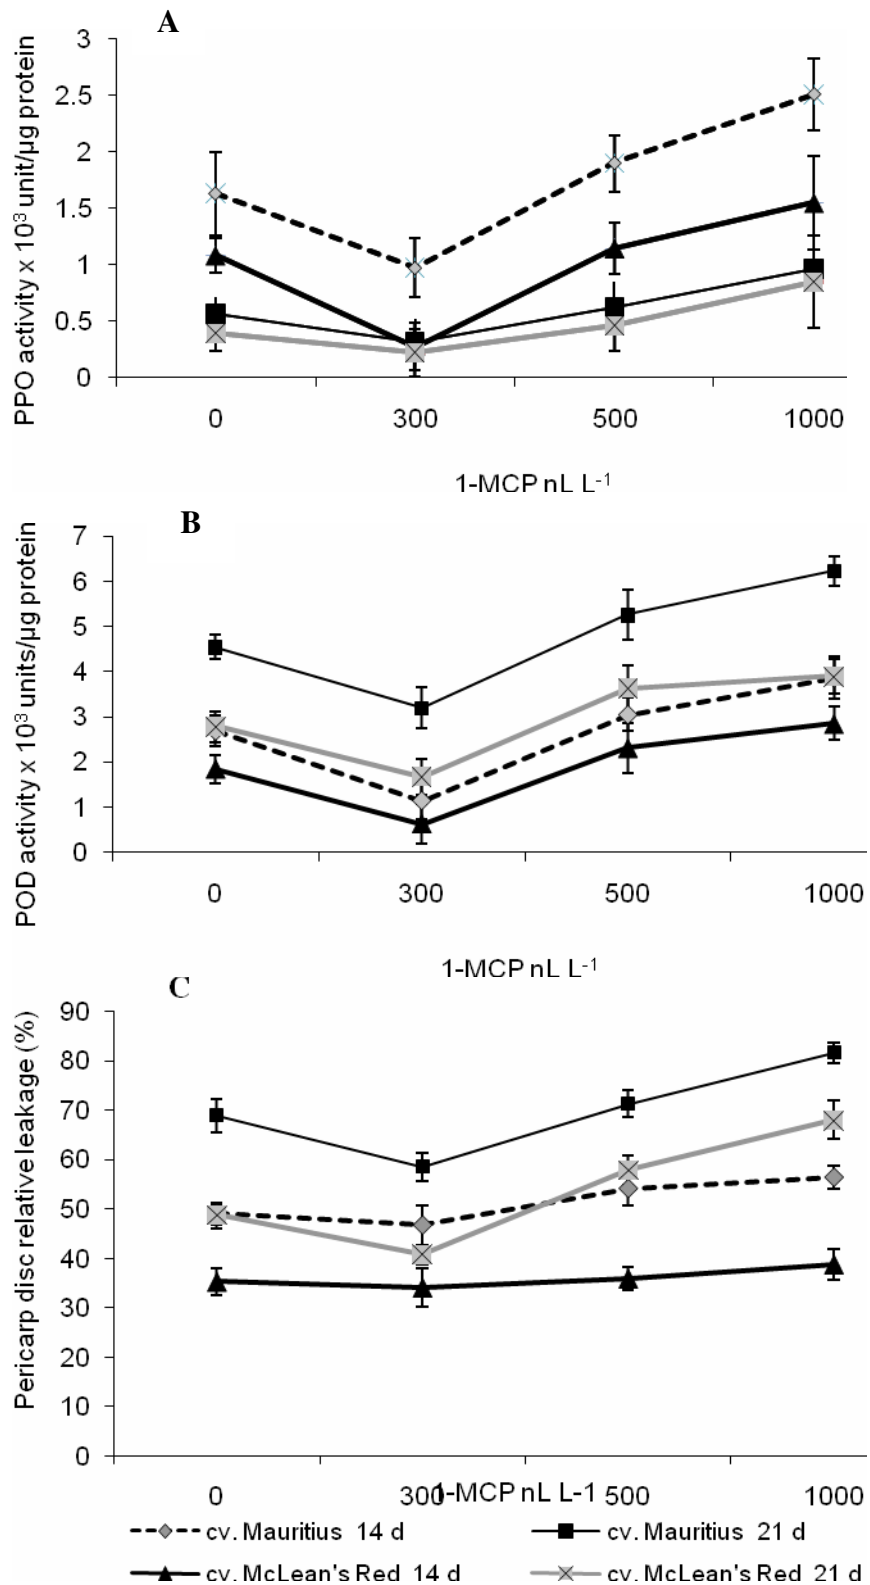 A
PPO activity x 10³ unit/µg protein
3
2.5
2
1.5
1
0.5
0
0 300 500 1000
1-MCP nL L⁻¹
B
POD activity x 10³ units/µg protein
7
6
5
4
3
2
1
0
0 300 500 1000
1-MCP nL L⁻¹
C
Pericarp disc relative leakage (%)
90
80
70
60
50
40
30
20
10
0
0 300 500 1000
1-MCP nL L-1
cv. Mauritius 14 d cv. Mauritius 21 d
cv. McLean's Red 14 d cv. McLean's Red 21 d